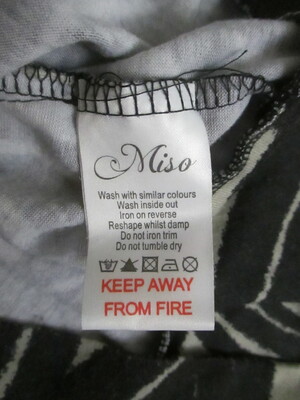 Miso
Wash with similar colours
Wash inside out
Iron on reverse
Reshape whilst damp
Do not iron trim
Do not tumble dry
KEEP AWAY
FROM FIRE